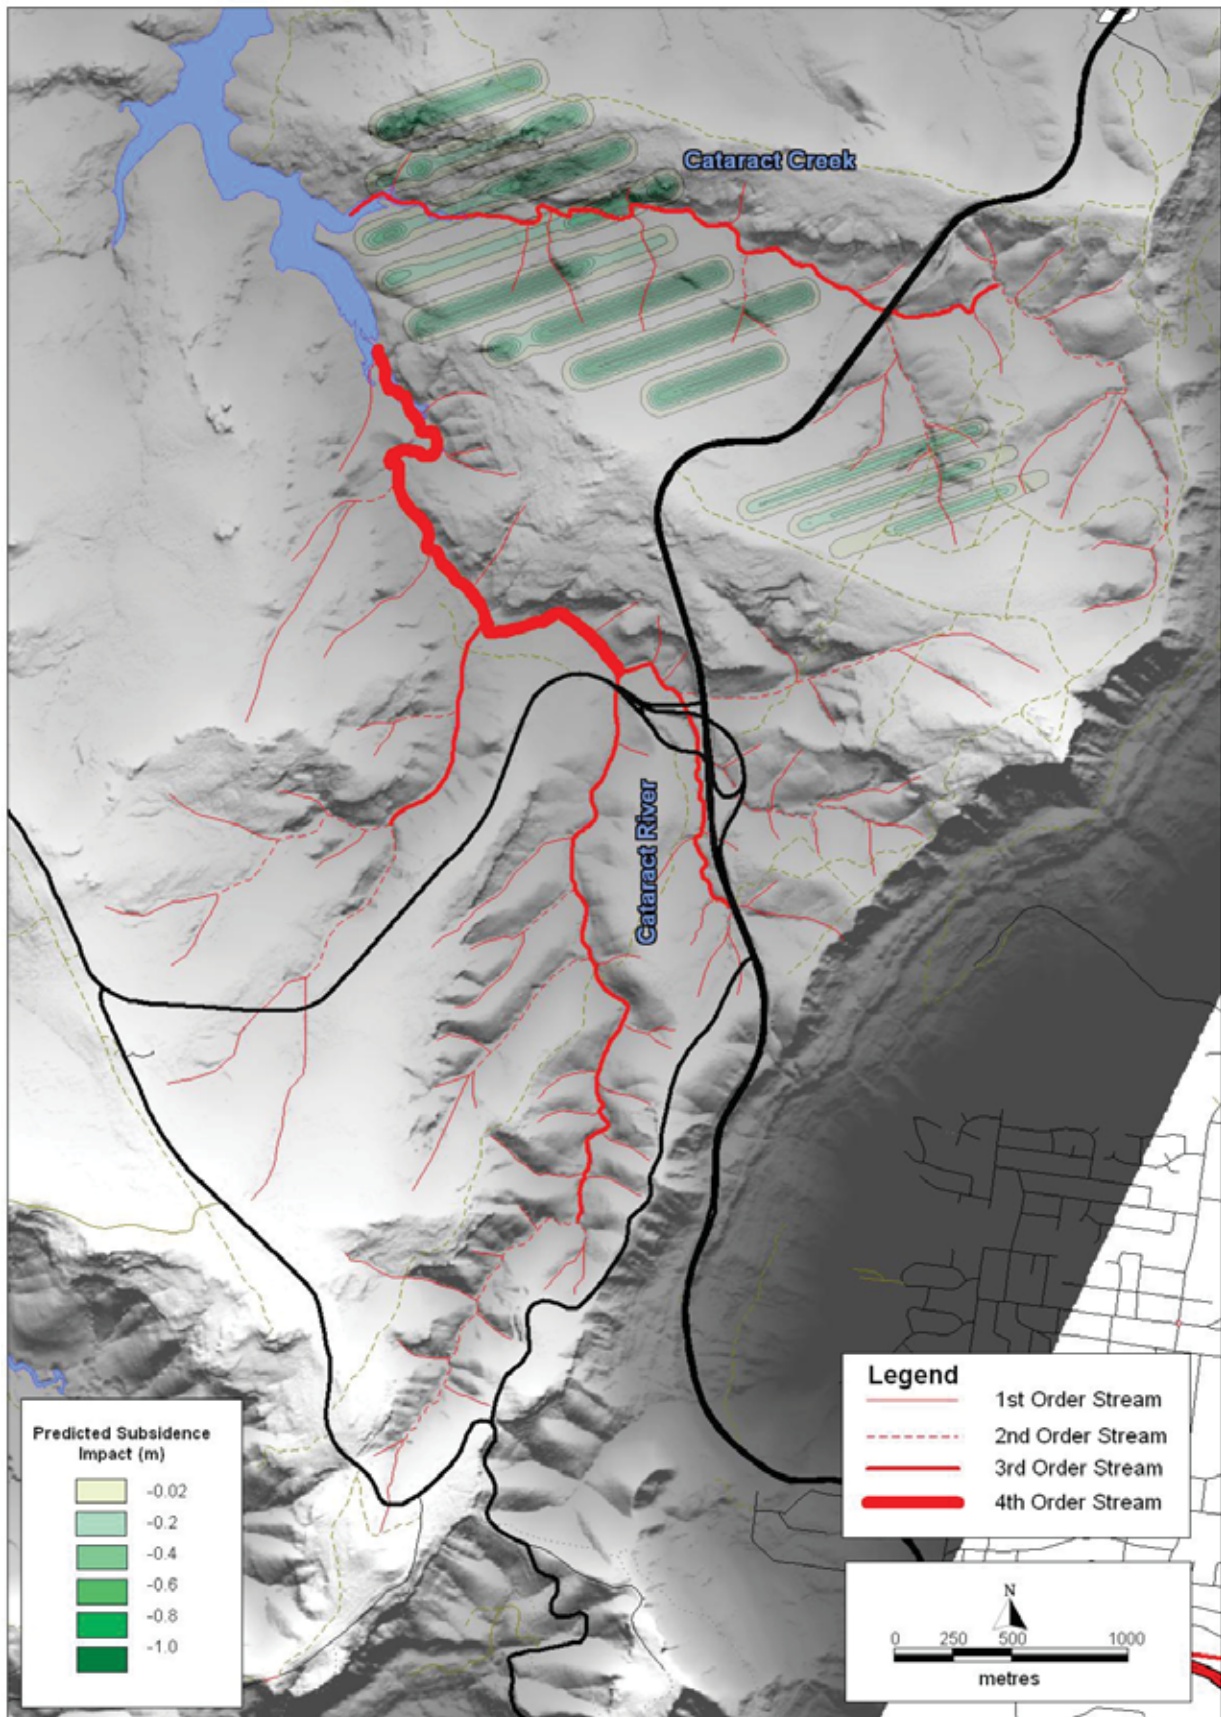 Cataract Creek
Cataract River
Predicted Subsidence
Impact (m)
-0.02
-0.2
-0.4
-0.6
-0.8
-1.0
Legend
1st Order Stream
2nd Order Stream
3rd Order Stream
4th Order Stream
N
0 250 500 1000
metres